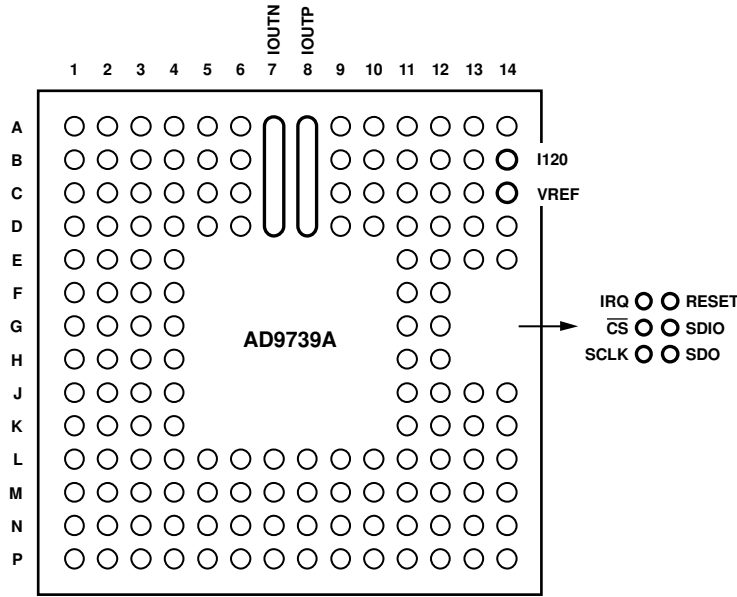 IOUTN
IOUTP
1 2 3 4 5 6 7 8 9 10 11 12 13 14
A
B I120
C VREF
D
E
F IRQ RESET
G AD9739A CS SDIO
H SCLK SDO
J
K
L
M
N
P